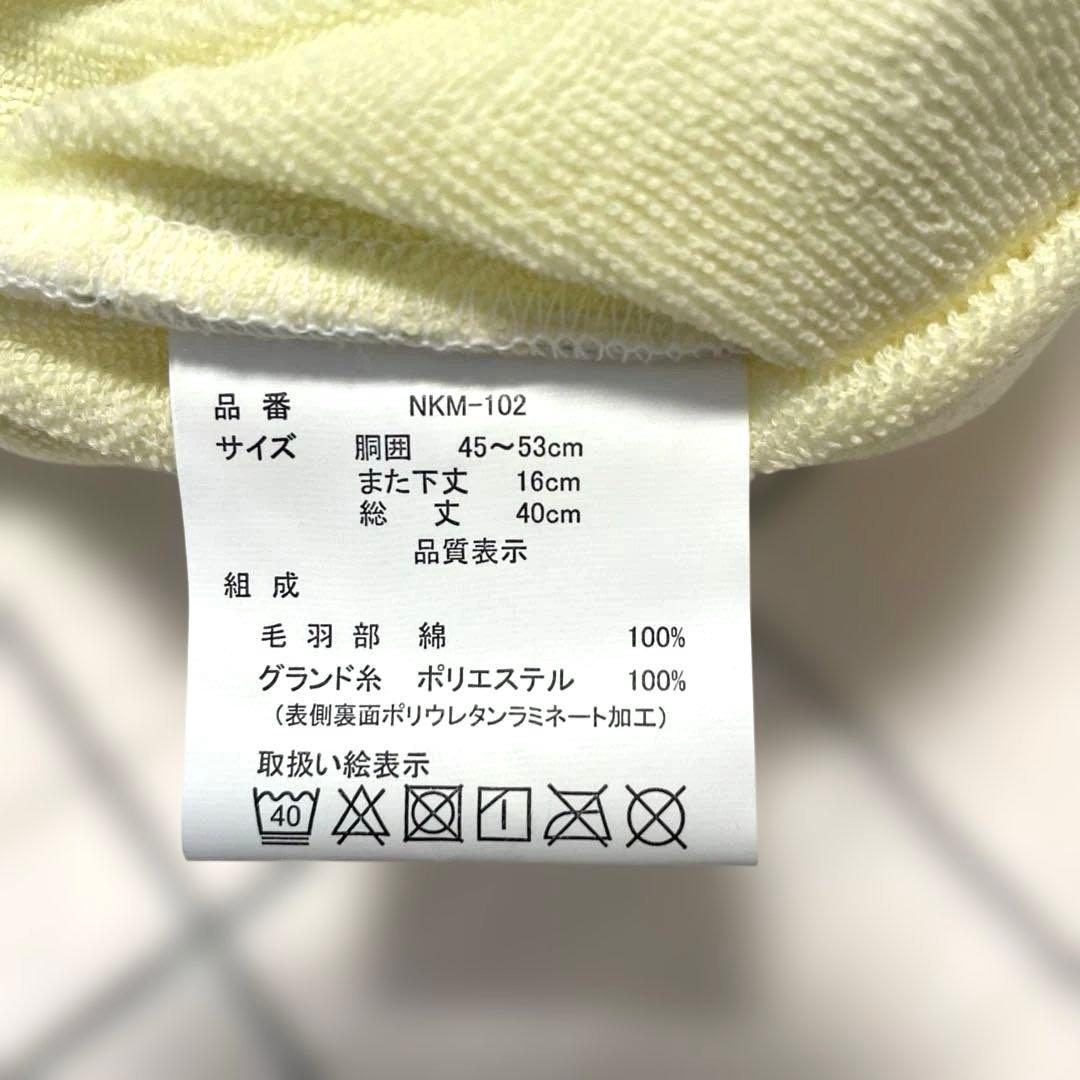 品番 NKM-102
サイズ 胴囲 45～53cm
また下丈 16cm
総丈 40cm
品質表示
組成
毛羽部 綿 100%
グランド糸 ポリエステル 100%
（表側裏面ポリウレタンラミネート加工）
取扱い絵表示
40